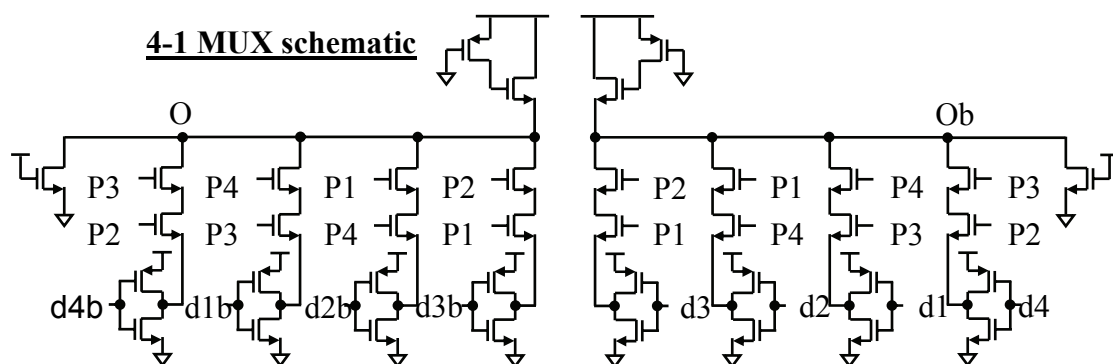 4-1 MUX schematic
O Ob
P3 P4 P1 P2 P2 P1 P4 P3
P2 P3 P4 P1 P1 P4 P3 P2
d4b d1b d2b d3b d3 d2 d1 d4